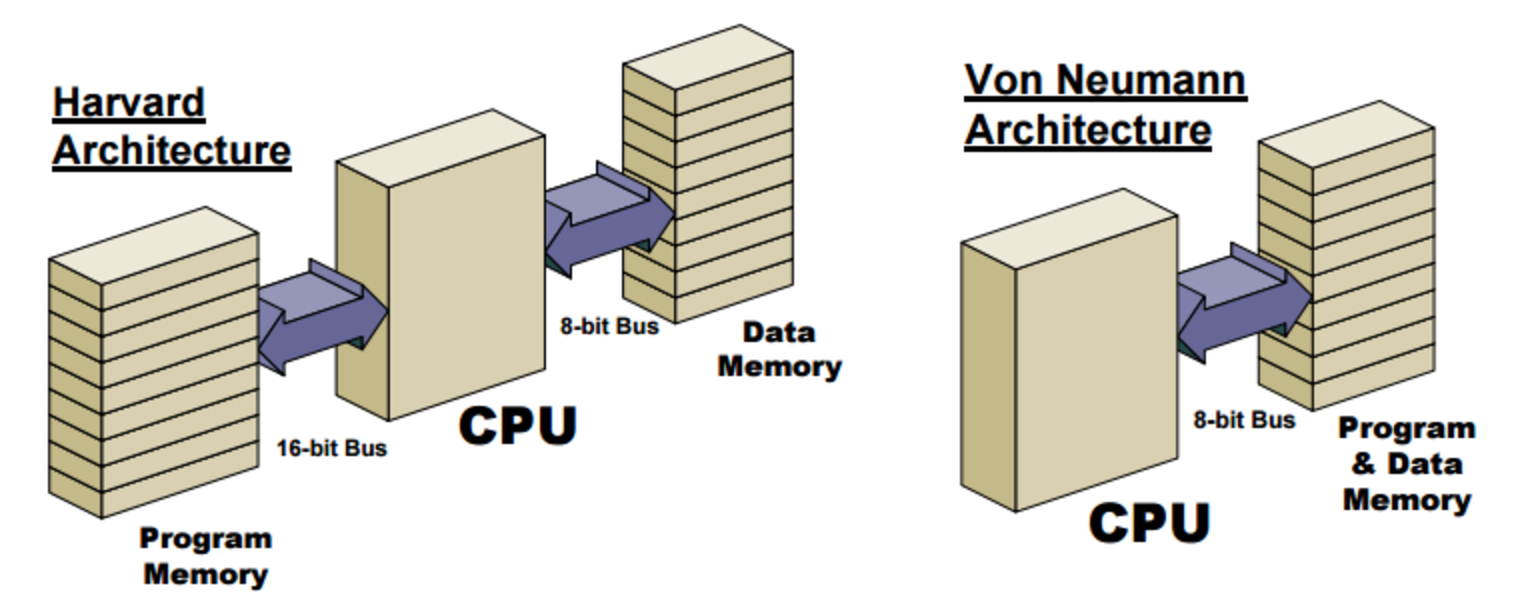 Harvard
Architecture
16-bit Bus
Program
Memory
CPU
8-bit Bus
Data
Memory
Von Neumann
Architecture
CPU
8-bit Bus
Program
& Data
Memory